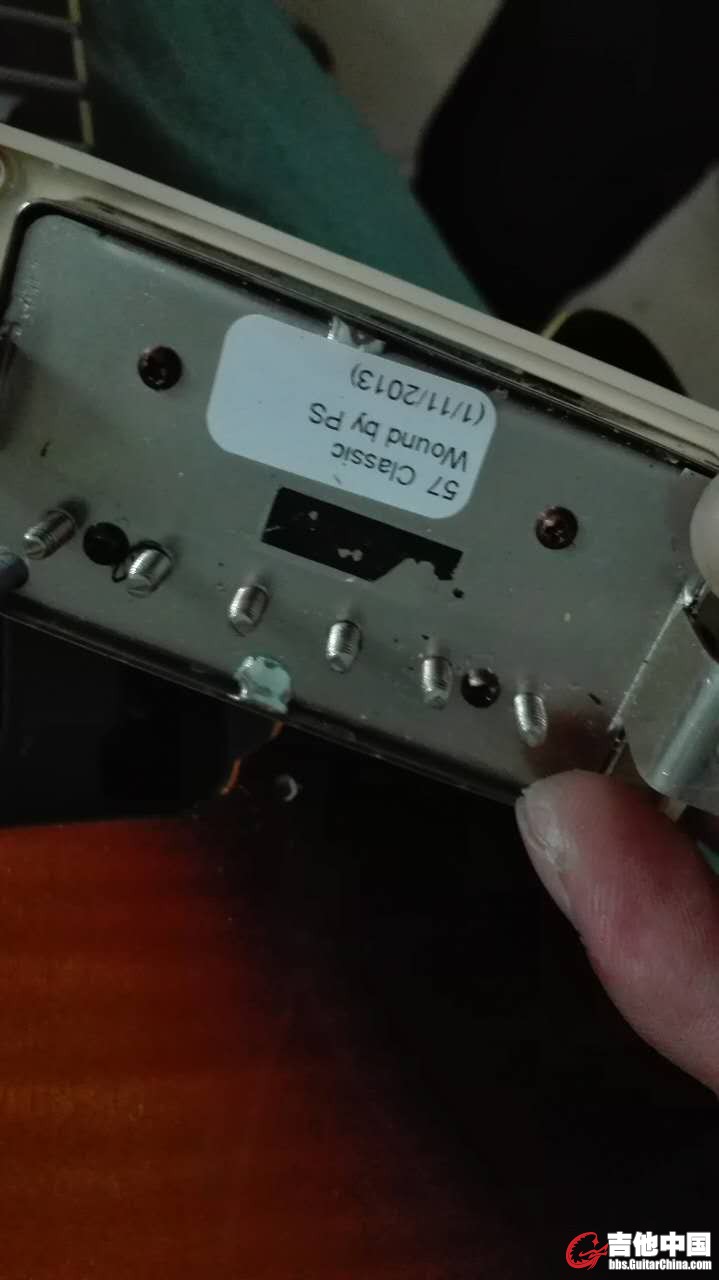 57 Classic
Wound by PS
(1/11/2013)
吉他中国
bbs.GuitarChina.com